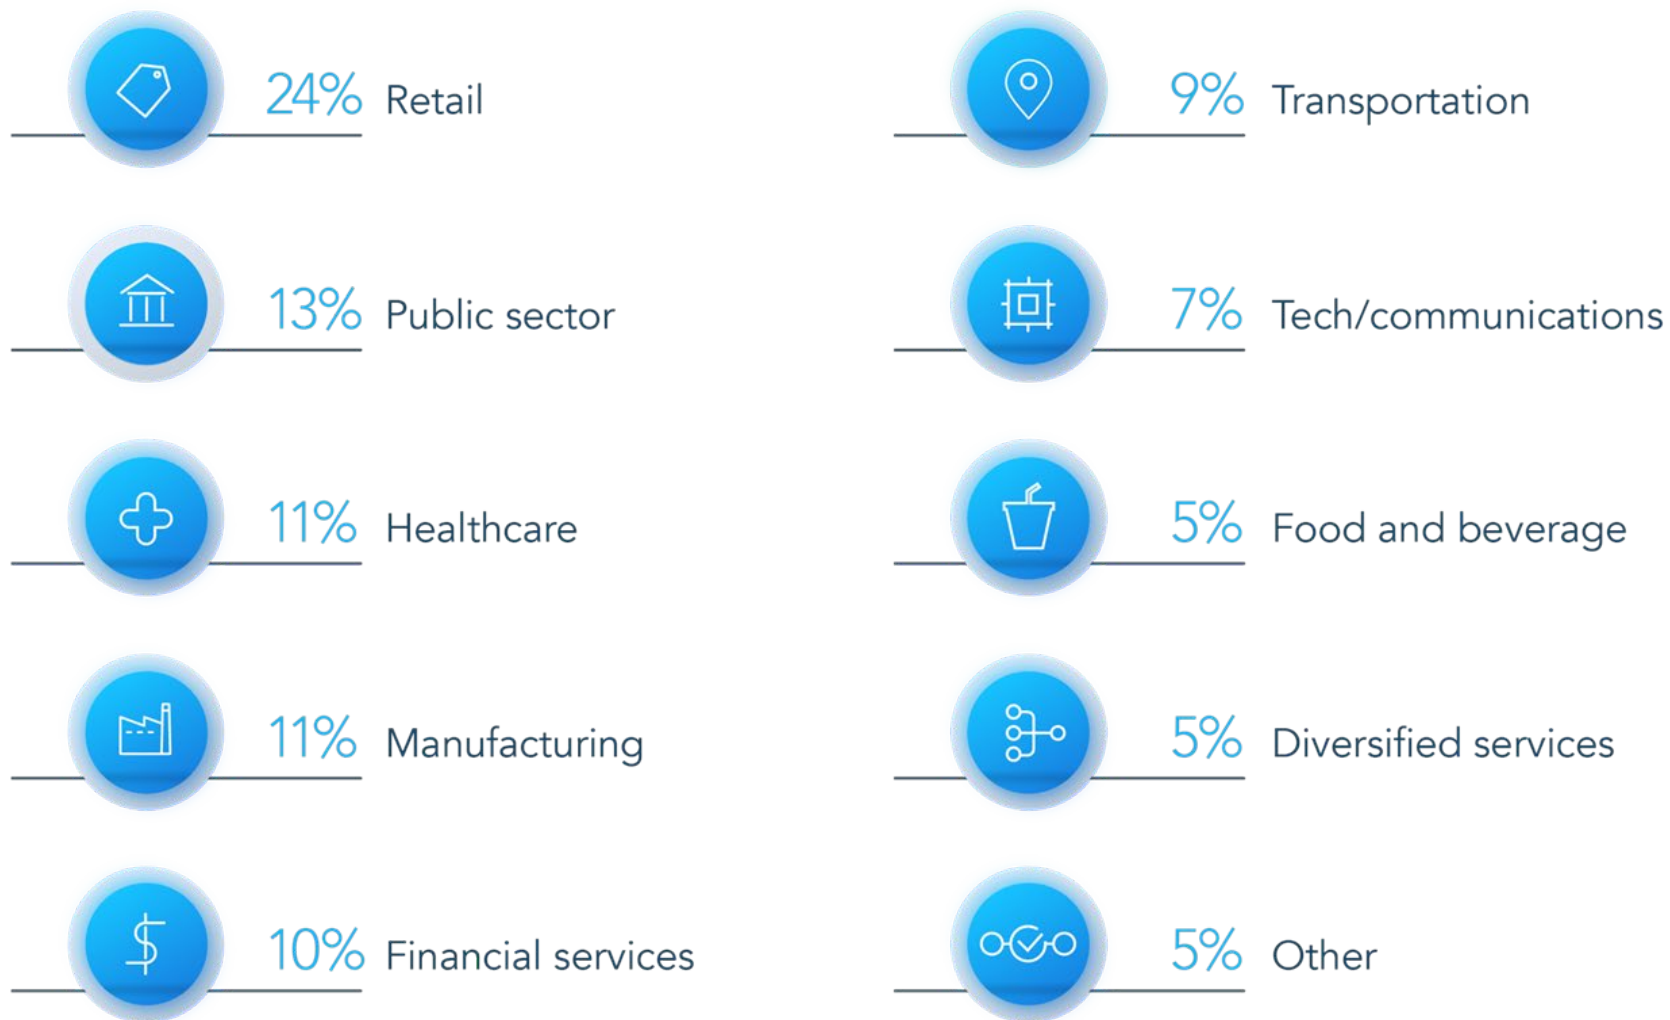 24% Retail
13% Public sector
11% Healthcare
11% Manufacturing
10% Financial services
9% Transportation
7% Tech/communications
5% Food and beverage
5% Diversified services
5% Other